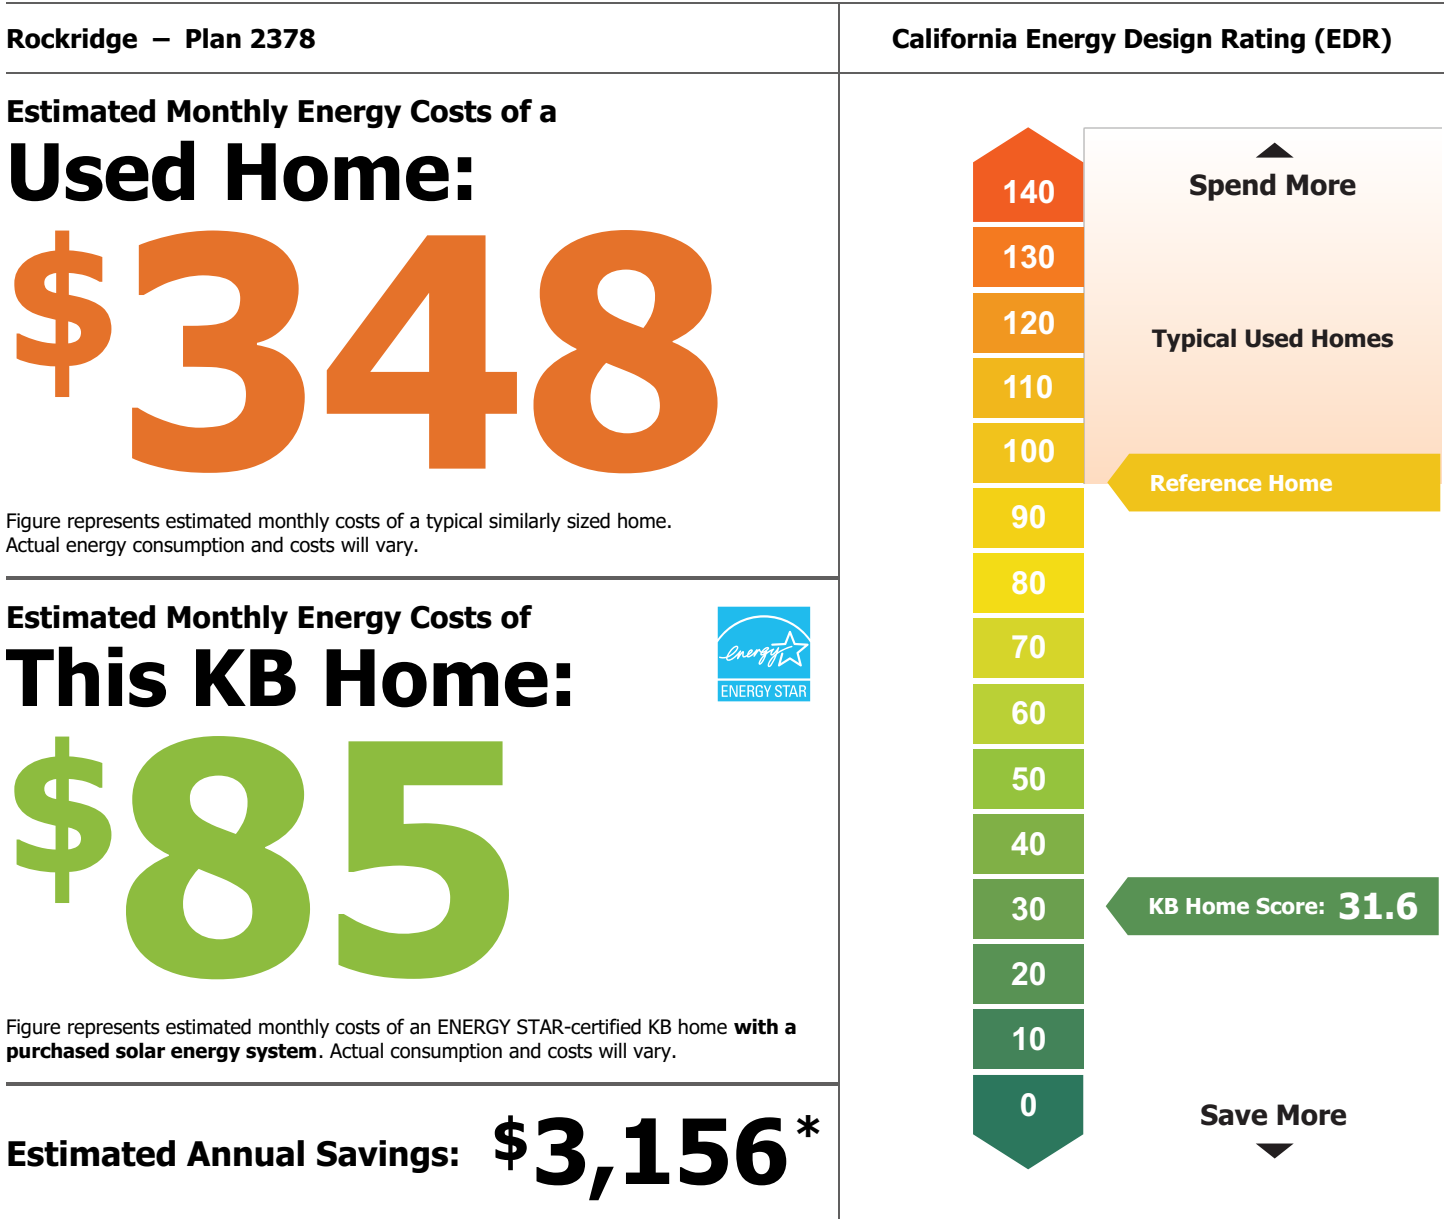 Rockridge – Plan 2378
Estimated Monthly Energy Costs of a
Used Home:
$348
Figure represents estimated monthly costs of a typical similarly sized home.
Actual energy consumption and costs will vary.
Estimated Monthly Energy Costs of
This KB Home:
energy
ENERGY STAR
$85
Figure represents estimated monthly costs of an ENERGY STAR-certified KB home with a
purchased solar energy system. Actual consumption and costs will vary.
Estimated Annual Savings: $3,156*
California Energy Design Rating (EDR)
Spend More
140
130
120
Typical Used Homes
110
100
Reference Home
90
80
70
60
50
40
30
KB Home Score: 31.6
20
10
0
Save More